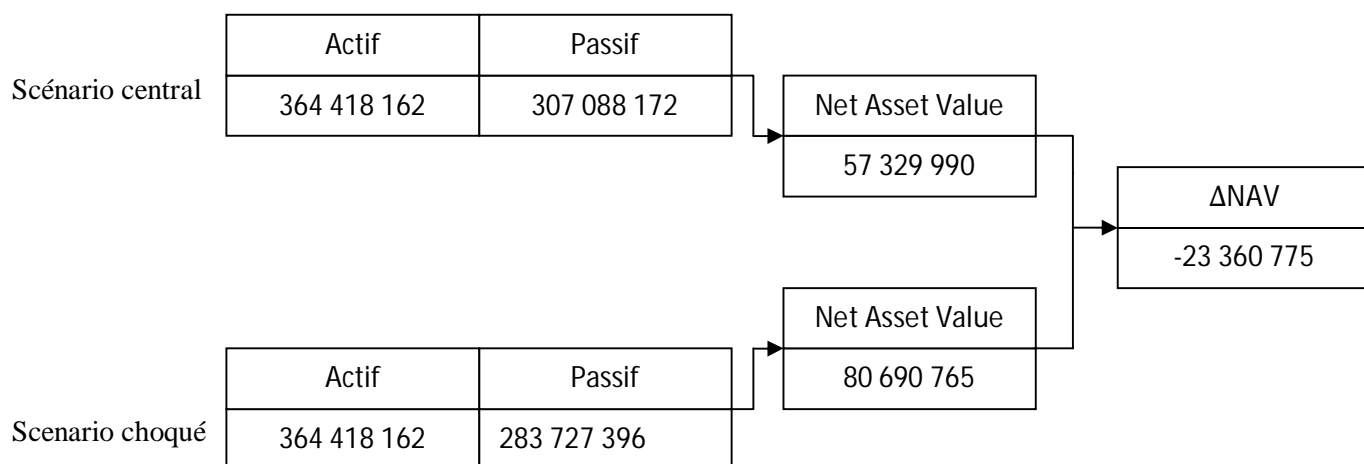 Actif Passif
Scénario central
364 418 162 307 088 172
Net Asset Value
57 329 990
ΔNAV
-23 360 775
Net Asset Value
80 690 765
Actif Passif
Scenario choqué
364 418 162 283 727 396